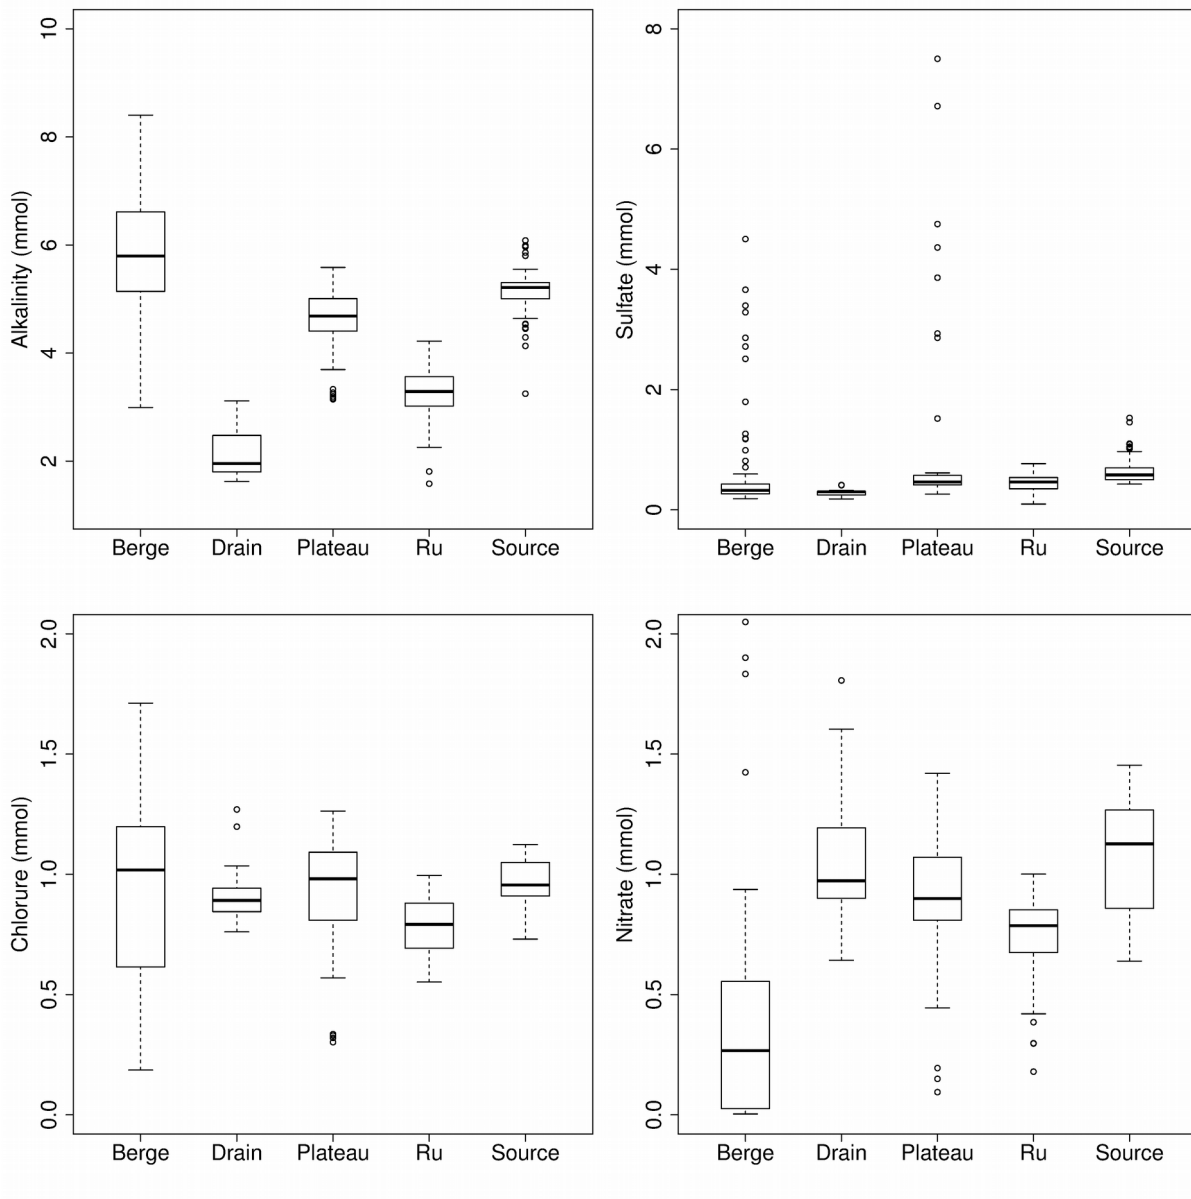 Alkalinity (mmol)
10
8
6
4
2
Berge Drain Plateau Ru Source
Sulfate (mmol)
8
6
4
2
0
Berge Drain Plateau Ru Source
Chlorure (mmol)
2.0
1.5
1.0
0.5
0.0
Berge Drain Plateau Ru Source
Nitrate (mmol)
2.0
1.5
1.0
0.5
0.0
Berge Drain Plateau Ru Source